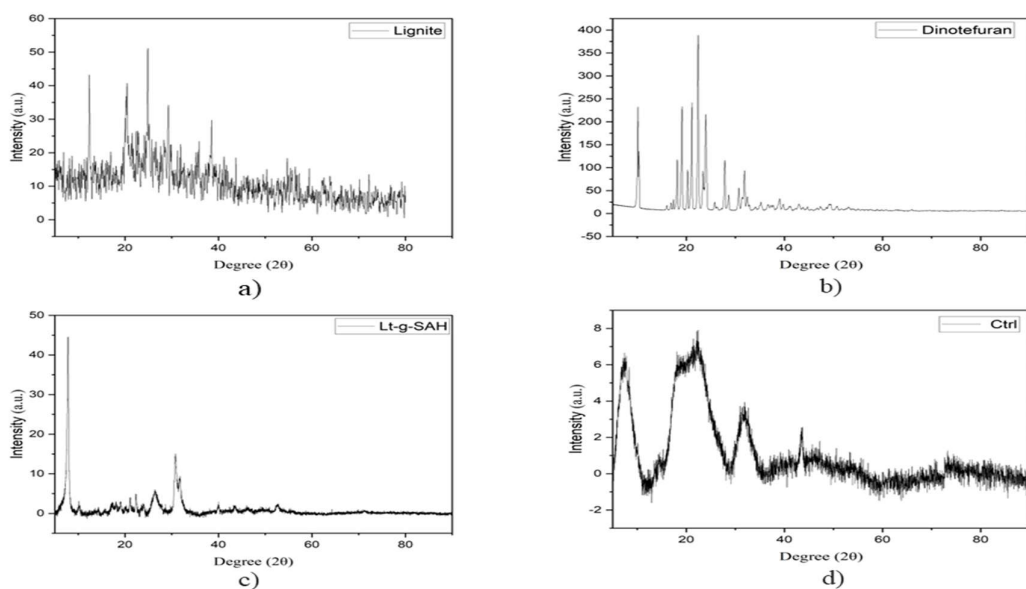 Lignite
60
50
40
30
20
10
0
Intensity (a.u.)
20
40
60
80
Degree (2θ)
a)
Dinotefuran
400
350
300
250
200
150
100
50
0
-50
Intensity (a.u.)
20
40
60
80
Degree (2θ)
b)
Lt-g-SAH
50
40
30
20
10
0
Intensity (a.u.)
20
40
60
80
Degree (2θ)
c)
Ctrl
8
6
4
2
0
-2
Intensity (a.u.)
20
40
60
80
Degree (2θ)
d)